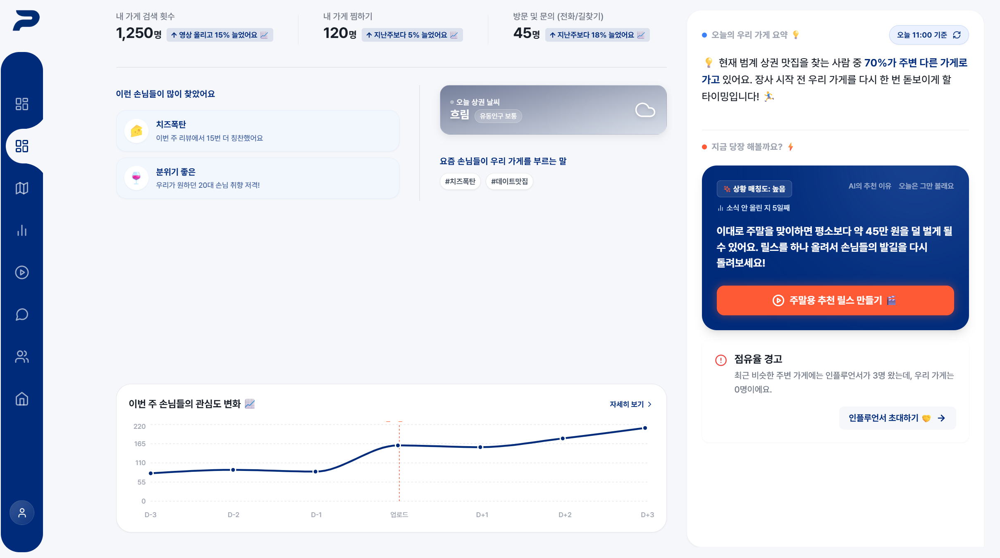 내 가게 검색 횟수
1,250명 ↑ 영상 올리고 15% 늘었어요 📈
내 가게 찜하기
120명 ↑ 지난주보다 5% 늘었어요 📈
방문 및 문의 (전화/길찾기)
45명 ↑ 지난주보다 18% 늘었어요 📈
이런 손님들이 많이 찾았어요
치즈폭탄
이번 주 리뷰에서 15번 더 칭찬했어요
분위기 좋은
우리가 원하던 20대 손님 취향 저격!
오늘 상권 날씨
흐림 유동인구 보통
요즘 손님들이 우리 가게를 부르는 말
#치즈폭탄 #데이트맛집
이번 주 손님들의 관심도 변화 📈
자세히 보기 >
220
165
110
55
0
D-3 D-2 D-1 업로드 D+1 D+2 D+3
오늘의 우리 가게 요약 💡
오늘 11:00 기준
💡 현재 범계 상권 맛집을 찾는 사람 중 70%가 주변 다른 가게로
가고 있어요. 장사 시작 전 우리 가게를 다시 한 번 돋보이게 할
타이밍입니다! 🏃
지금 당장 해볼까요? ⚡
상황 매칭도: 높음
AI의 추천 이유 오늘은 그만 볼래요
소식 안 올린 지 5일째
이대로 주말을 맞이하면 평소보다 약 45만 원을 덜 벌게 될
수 있어요. 릴스를 하나 올려서 손님들의 발길을 다시
돌려보세요!
주말용 추천 릴스 만들기 🎬
점유율 경고
최근 비슷한 주변 가게에는 인플루언서가 3명 왔는데, 우리 가게는
0명이에요.
인플루언서 초대하기 🤝 →